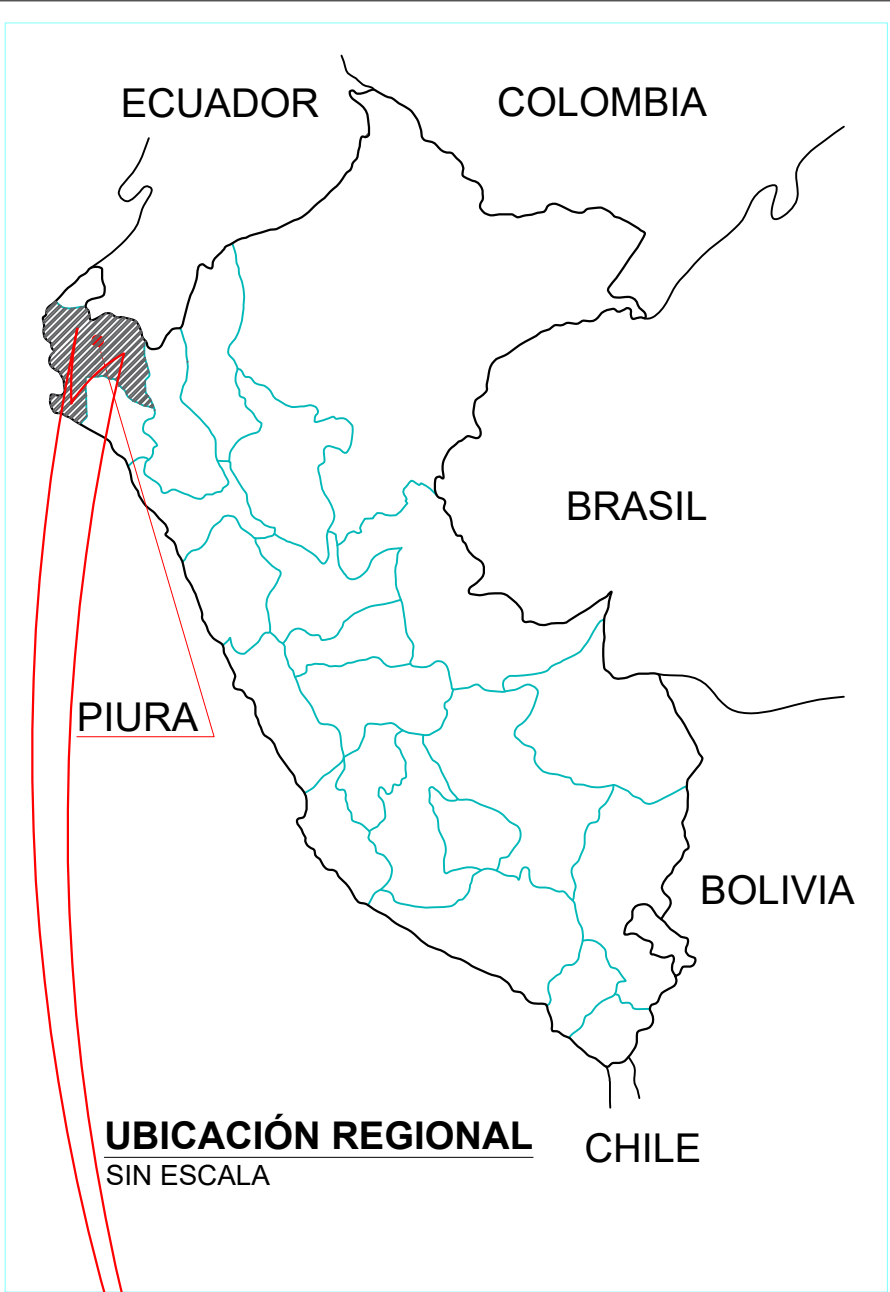 ECUADOR
COLOMBIA
BRASIL
PIURA
BOLIVIA
UBICACIÓN REGIONAL
SIN ESCALA
CHILE